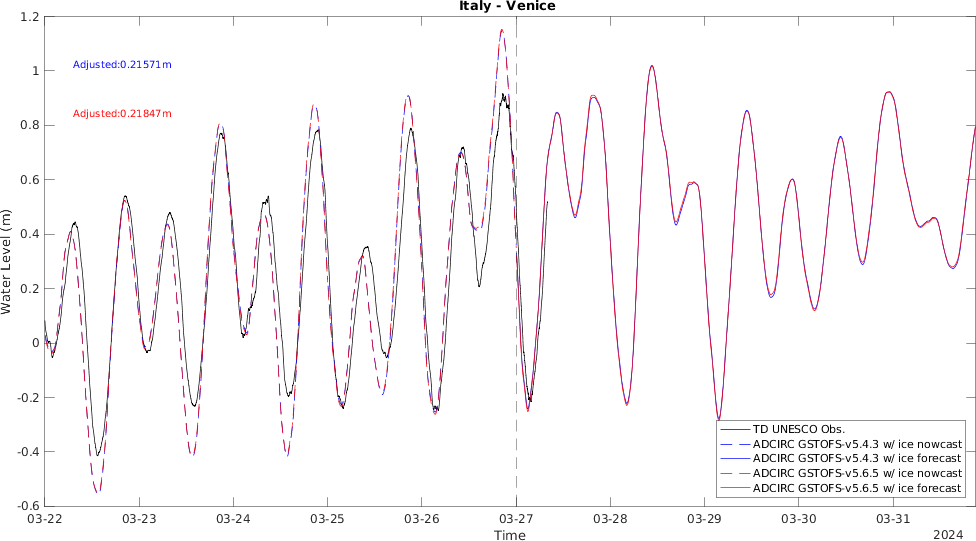 Italy - Venice
1.2
1
0.8
0.6
0.4
0.2
0
-0.2
-0.4
-0.6
Water Level (m)
Adjusted:0.21571m
Adjusted:0.21847m
TD UNESCO Obs.
ADCIRC GSTOFS-v5.4.3 w/ ice nowcast
ADCIRC GSTOFS-v5.4.3 w/ ice forecast
ADCIRC GSTOFS-v5.6.5 w/ ice nowcast
ADCIRC GSTOFS-v5.6.5 w/ ice forecast
03-22 03-23 03-24 03-25 03-26 03-27 03-28 03-29 03-30 03-31
Time
2024